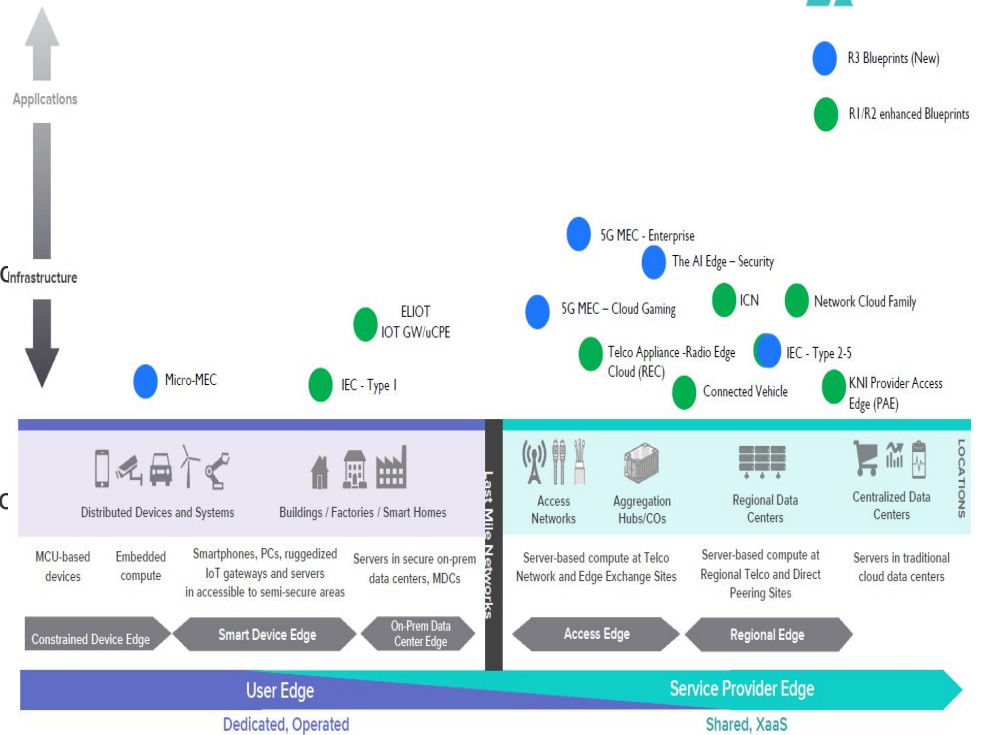 R3 Blueprints (New)
Applications
R1/R2 enhanced Blueprints
5G MEC - Enterprise
The AI Edge – Security
Infrastructure
ELIOT
IOT GW/uCPE
5G MEC – Cloud Gaming
ICN
Network Cloud Family
Telco Appliance -Radio Edge
Cloud (REC)
IEC - Type 2-5
Micro-MEC
IEC - Type 1
Connected Vehicle
KNI Provider Access
Edge (PAE)
Distributed Devices and Systems
Buildings / Factories / Smart Homes
Last Mile Networks
Access
Networks
Aggregation
Hubs/COs
Regional Data
Centers
Centralized Data
Centers
LOCATIONS
MCU-based
devices
Embedded
compute
Smartphones, PCs, ruggedized
IoT gateways and servers
in accessible to semi-secure areas
Servers in secure on-prem
data centers, MDCs
Server-based compute at Telco
Network and Edge Exchange Sites
Server-based compute at
Regional Telco and Direct
Peering Sites
Servers in traditional
cloud data centers
Constrained Device Edge
Smart Device Edge
On-Prem Data
Center Edge
Access Edge
Regional Edge
User Edge
Service Provider Edge
Dedicated, Operated
Shared, XaaS